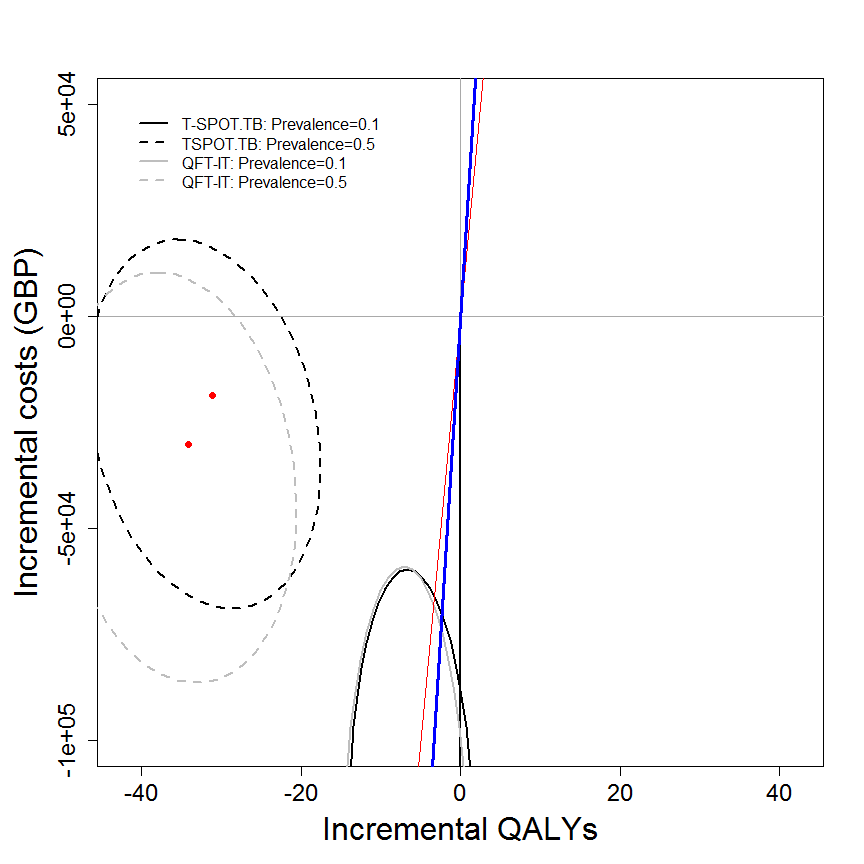 T-SPOT.TB: Prevalence=0.1
TSPOT.TB: Prevalence=0.5
QFT-IT: Prevalence=0.1
QFT-IT: Prevalence=0.5
Incremental costs (GBP)
5e+04
0e+00
-5e+04
-1e+05
-40 -20 0 20 40
Incremental QALYs